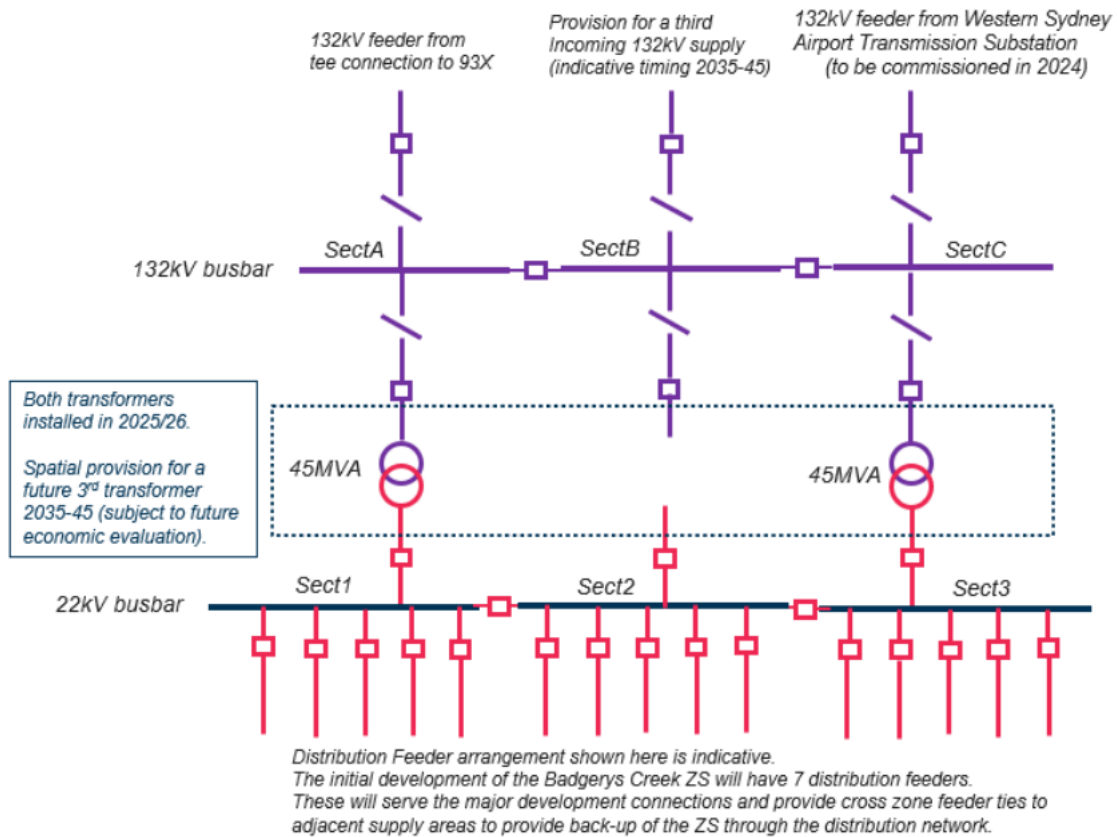 132kV feeder from
tee connection to 93X
Provision for a third
Incoming 132kV supply
(indicative timing 2035-45)
132kV feeder from Western Sydney
Airport Transmission Substation
(to be commissioned in 2024)
SectA
SectB
SectC
132kV busbar
Both transformers
installed in 2025/26.
Spatial provision for a
future 3rd transformer
2035-45 (subject to future
economic evaluation).
45MVA
45MVA
Sect1
Sect2
Sect3
22kV busbar
Distribution Feeder arrangement shown here is indicative.
The initial development of the Badgerys Creek ZS will have 7 distribution feeders.
These will serve the major development connections and provide cross zone feeder ties to
adjacent supply areas to provide back-up of the ZS through the distribution network.